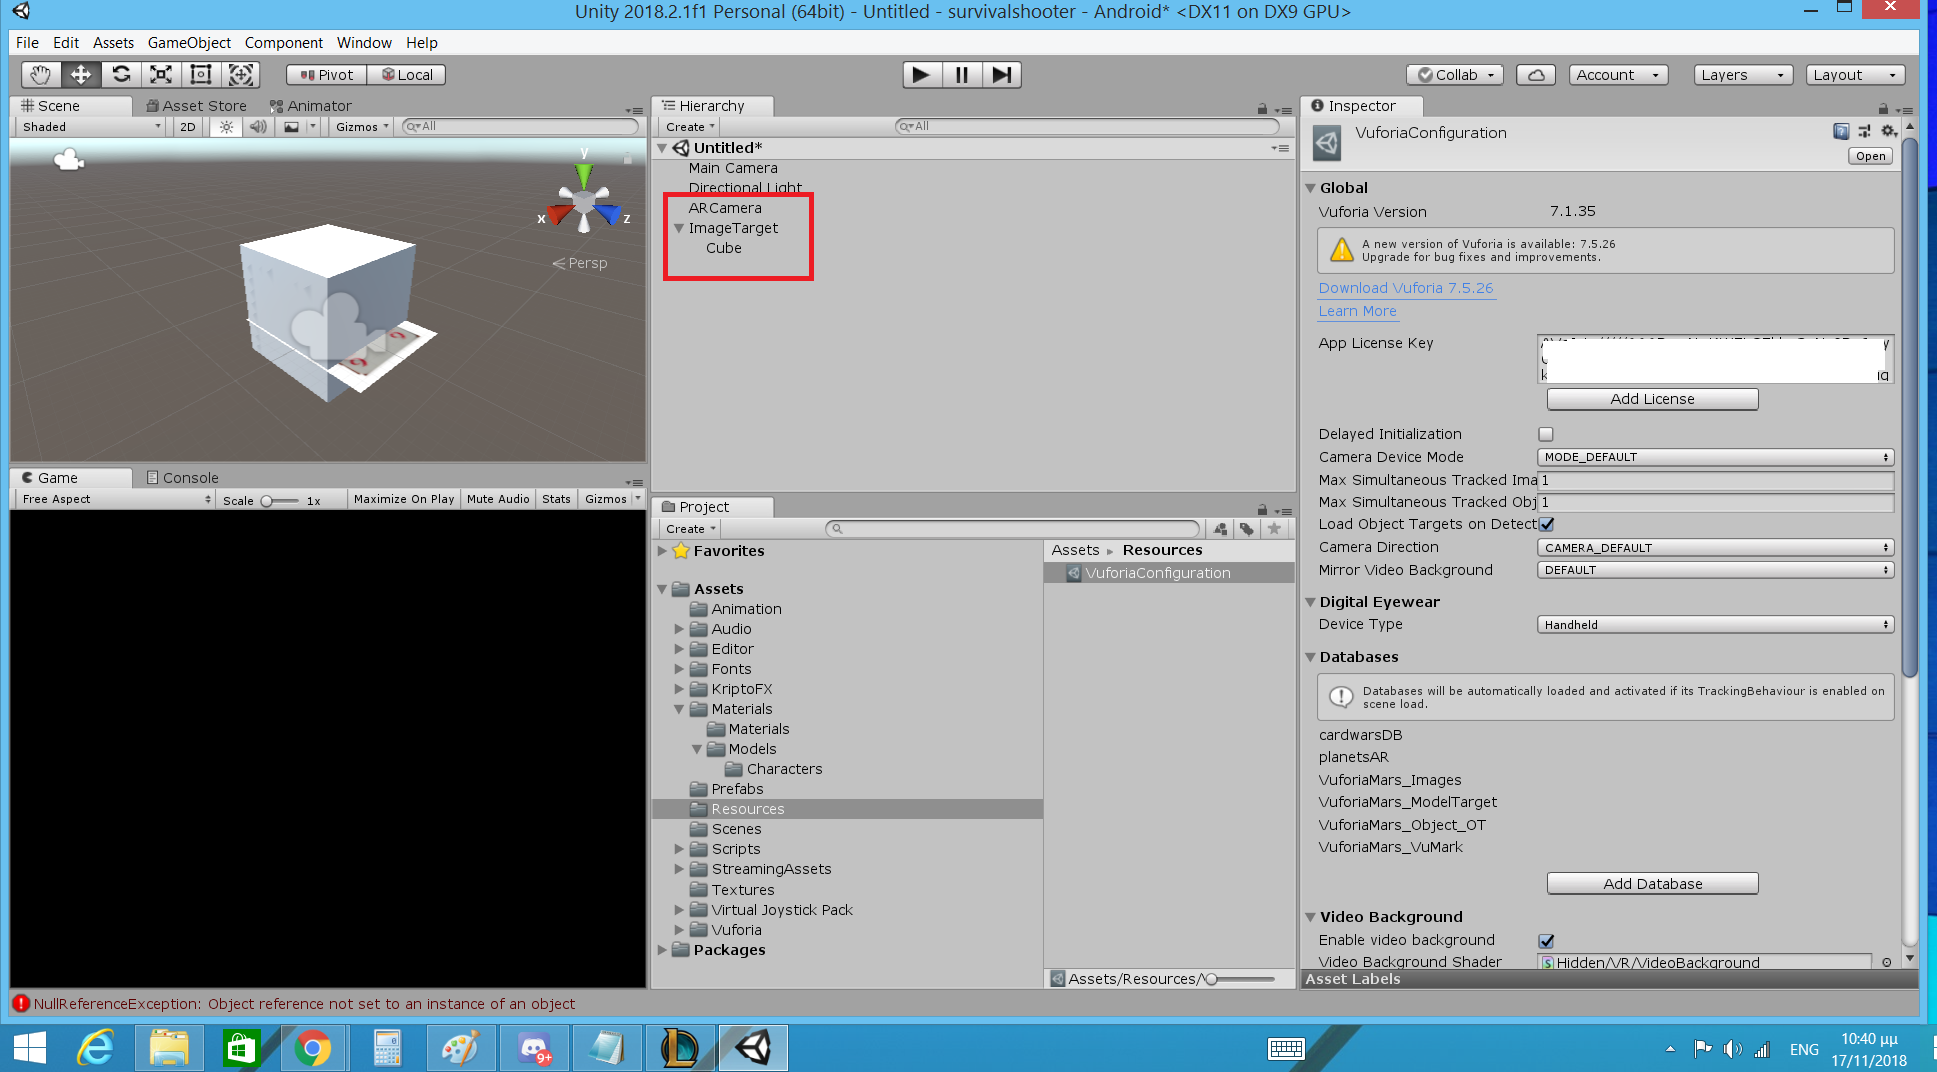 Unity 2018.2.1f1 Personal (64bit) - Untitled - survivalshooter - Android* <DX11 on DX9 GPU>
File Edit Assets GameObject Component Window Help
Pivot Local Collab Account Layers Layout
Scene Asset Store Animator
Shaded 2D Gizmos All
y
x
z
Persp
Game Console
Free Aspect Scale 1x Maximize On Play Mute Audio Stats Gizmos
Hierarchy
Create All
Untitled*
Main Camera
Directional Light
ARCamera
ImageTarget
Cube
Project
Create
Favorites
Assets
Animation
Audio
Editor
Fonts
KriptoFX
Materials
Materials
Models
Characters
Prefabs
Resources
Scenes
Scripts
StreamingAssets
Textures
Virtual Joystick Pack
Vuforia
Packages
Assets Resources
VuforiaConfiguration
Assets/Resources/
Inspector
VuforiaConfiguration
Open
Global
Vuforia Version 7.1.35
A new version of Vuforia is available: 7.5.26
Upgrade for bug fixes and improvements.
Download Vuforia 7.5.26
Learn More
App License Key
Add License
Delayed Initialization
Camera Device Mode MODE_DEFAULT
Max Simultaneous Tracked Ima 1
Max Simultaneous Tracked Obj 1
Load Object Targets on Detect
Camera Direction CAMERA_DEFAULT
Mirror Video Background DEFAULT
Digital Eyewear
Device Type Handheld
Databases
Databases will be automatically loaded and activated if its TrackingBehaviour is enabled on
scene load.
cardwarsDB
planetsAR
VuforiaMars_Images
VuforiaMars_ModelTarget
VuforiaMars_Object_OT
VuforiaMars_VuMark
Add Database
Video Background
Enable video background
Video Background Shader Hidden/VR/VideoBackground
Asset Labels
NullReferenceException: Object reference not set to an instance of an object
9+
ENG
10:40 μμ
17/11/2018